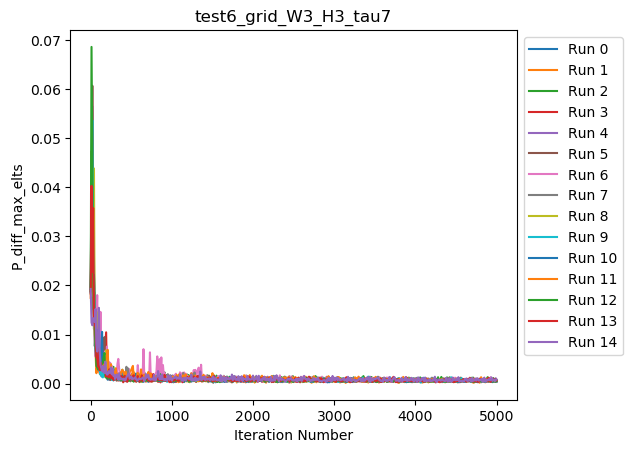 test6_grid_W3_H3_tau7
P_diff_max_elts
0.07
0.06
0.05
0.04
0.03
0.02
0.01
0.00
0
1000
2000
3000
4000
5000
Iteration Number
Run 0
Run 1
Run 2
Run 3
Run 4
Run 5
Run 6
Run 7
Run 8
Run 9
Run 10
Run 11
Run 12
Run 13
Run 14